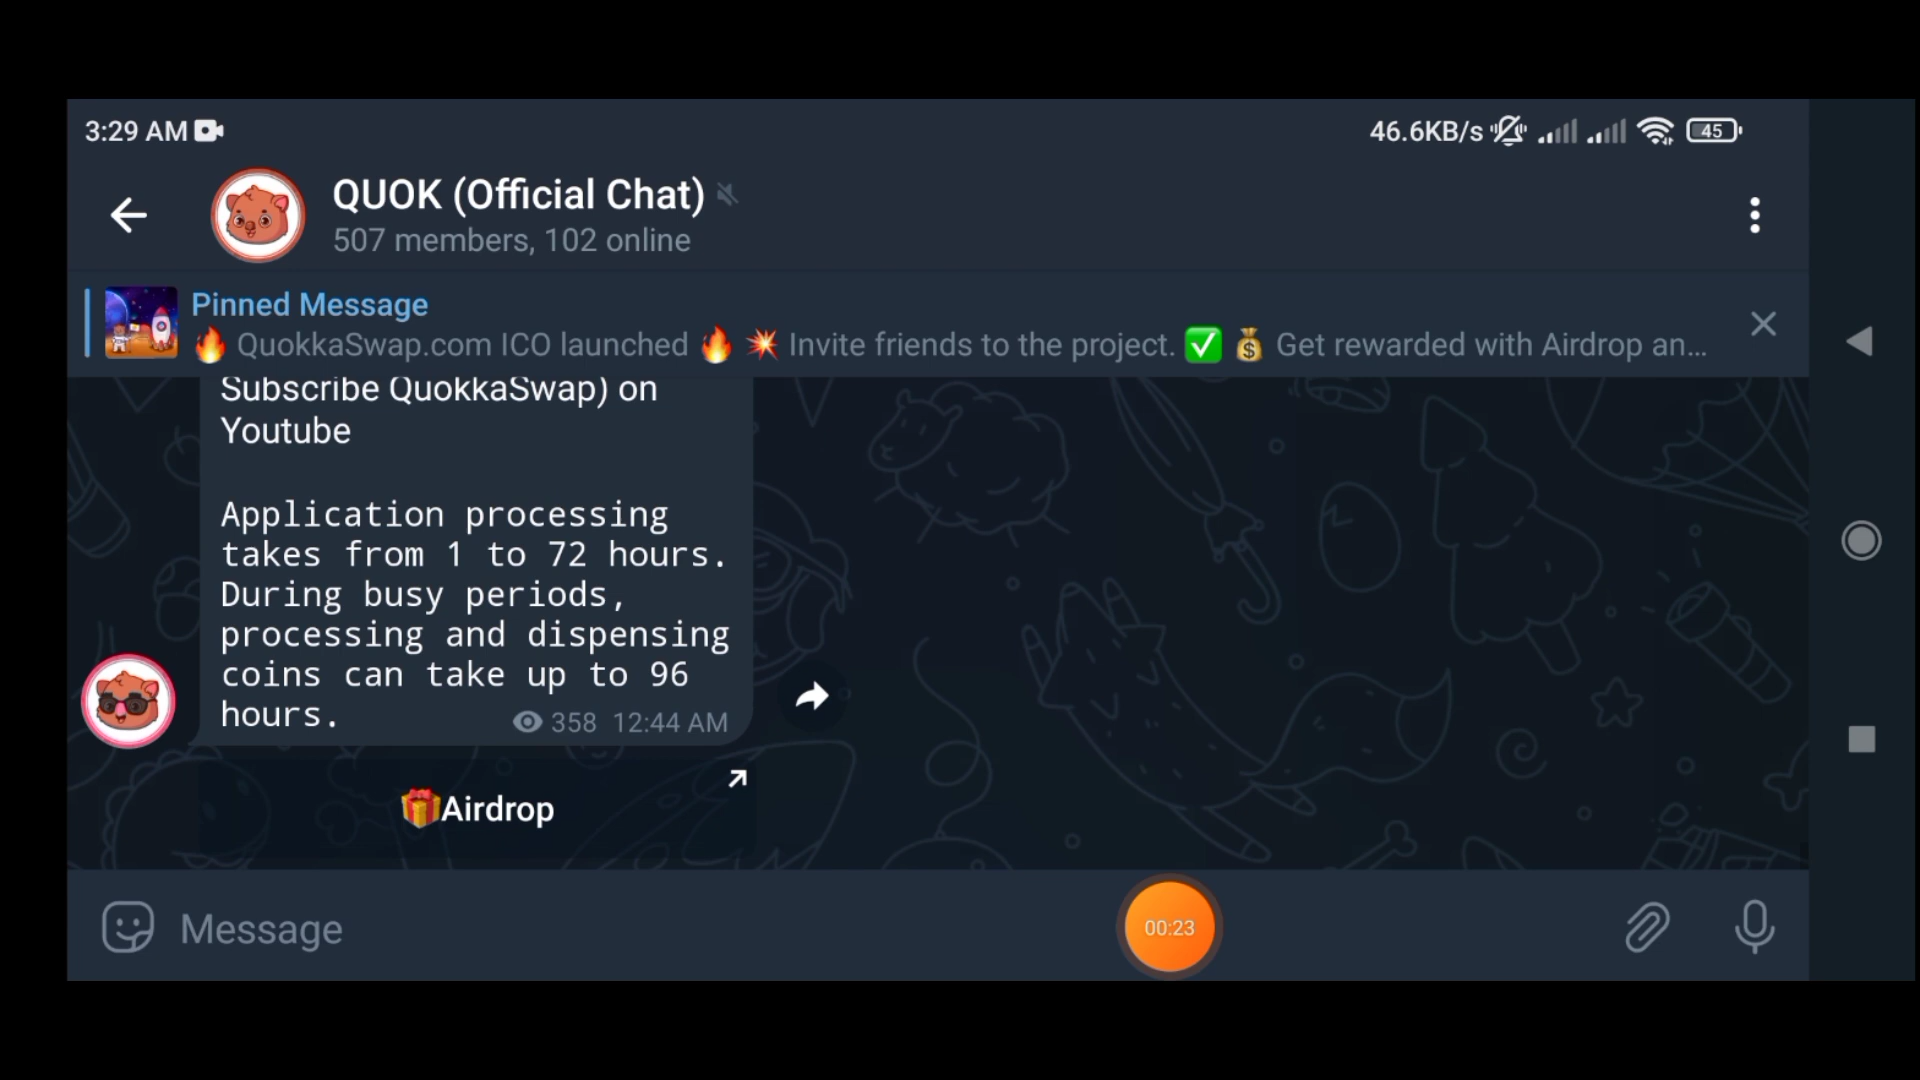 3:29 AM
46.6KB/s
45
QUOK (Official Chat)
507 members, 102 online
Pinned Message
🔥 QuokkaSwap.com ICO launched 🔥 💥 Invite friends to the project. ✅ 💰 Get rewarded with Airdrop an...
Subscribe QuokkaSwap) on
Youtube
Application processing
takes from 1 to 72 hours.
During busy periods,
processing and dispensing
coins can take up to 96
hours.
358 12:44 AM
🎁Airdrop
Message
00:23